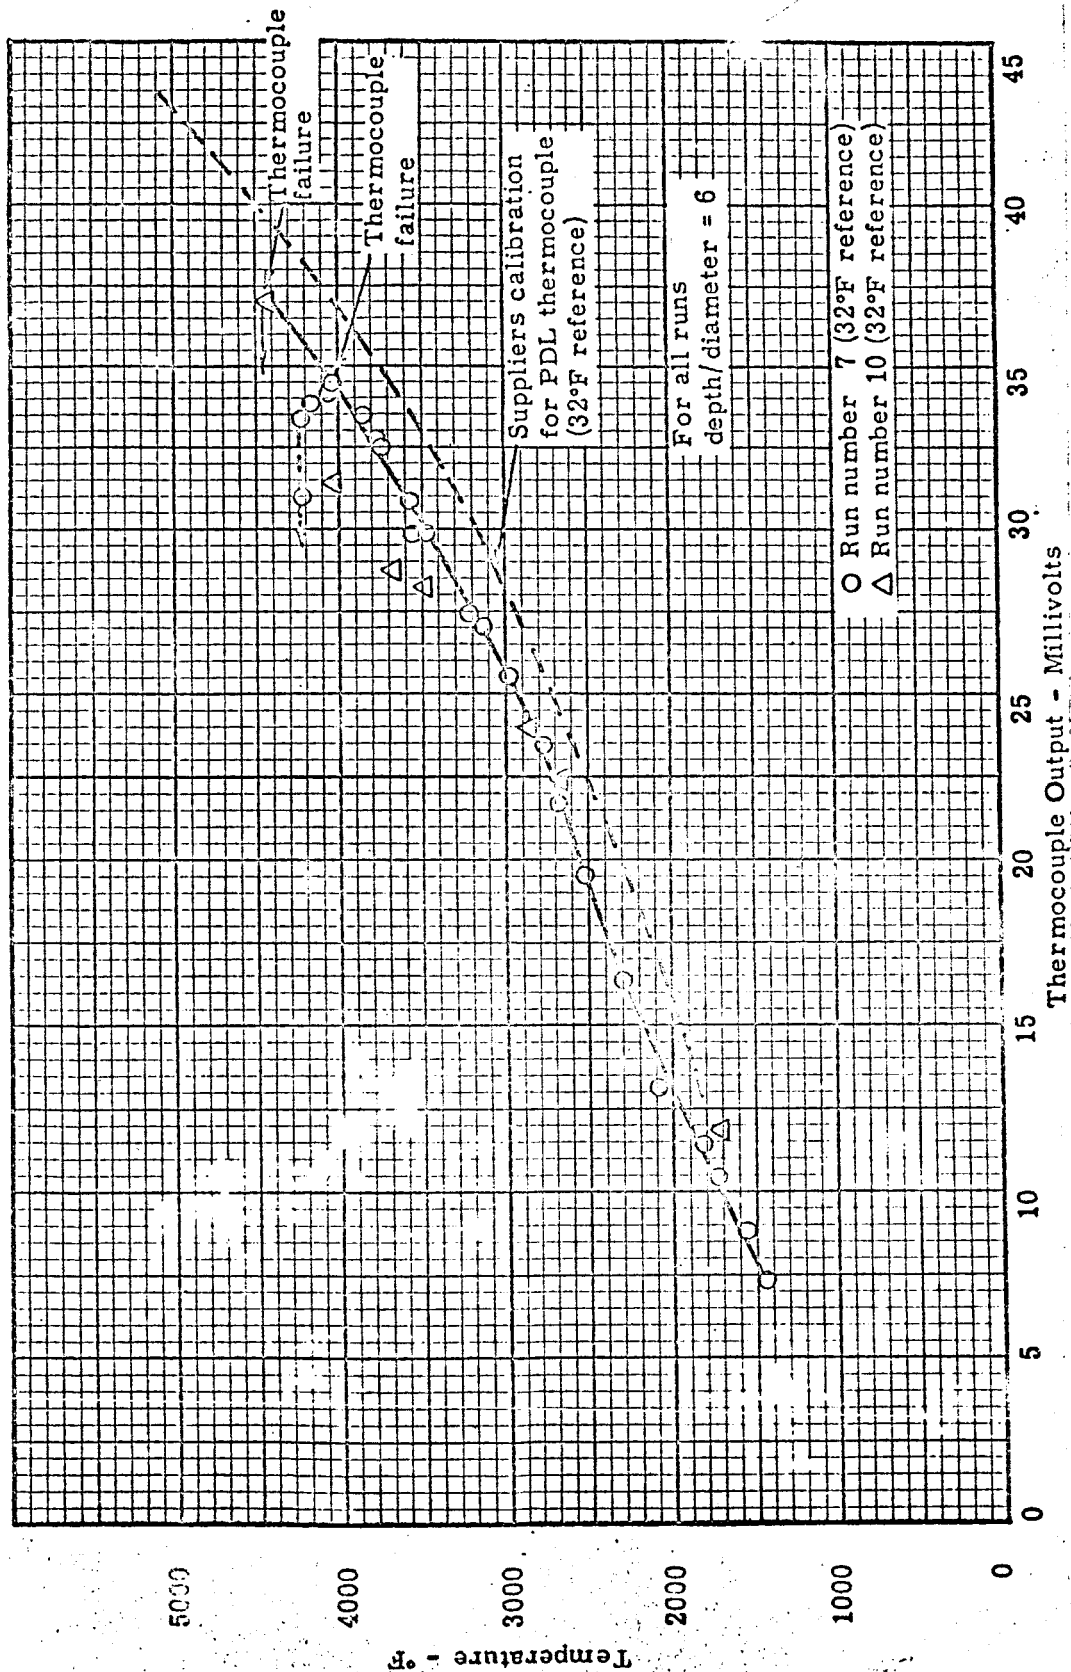 Thermocouple
failure
Thermocouple
failure
Suppliers calibration
for PDL thermocouple
(32°F reference)
For all runs
depth/diameter = 6
O Run number 7 (32°F reference)
△ Run number 10 (32°F reference)
Temperature - °F
5000
4000
3000
2000
1000
0
0
5
10
15
20
25
30
35
40
45
Thermocouple Output - Millivolts